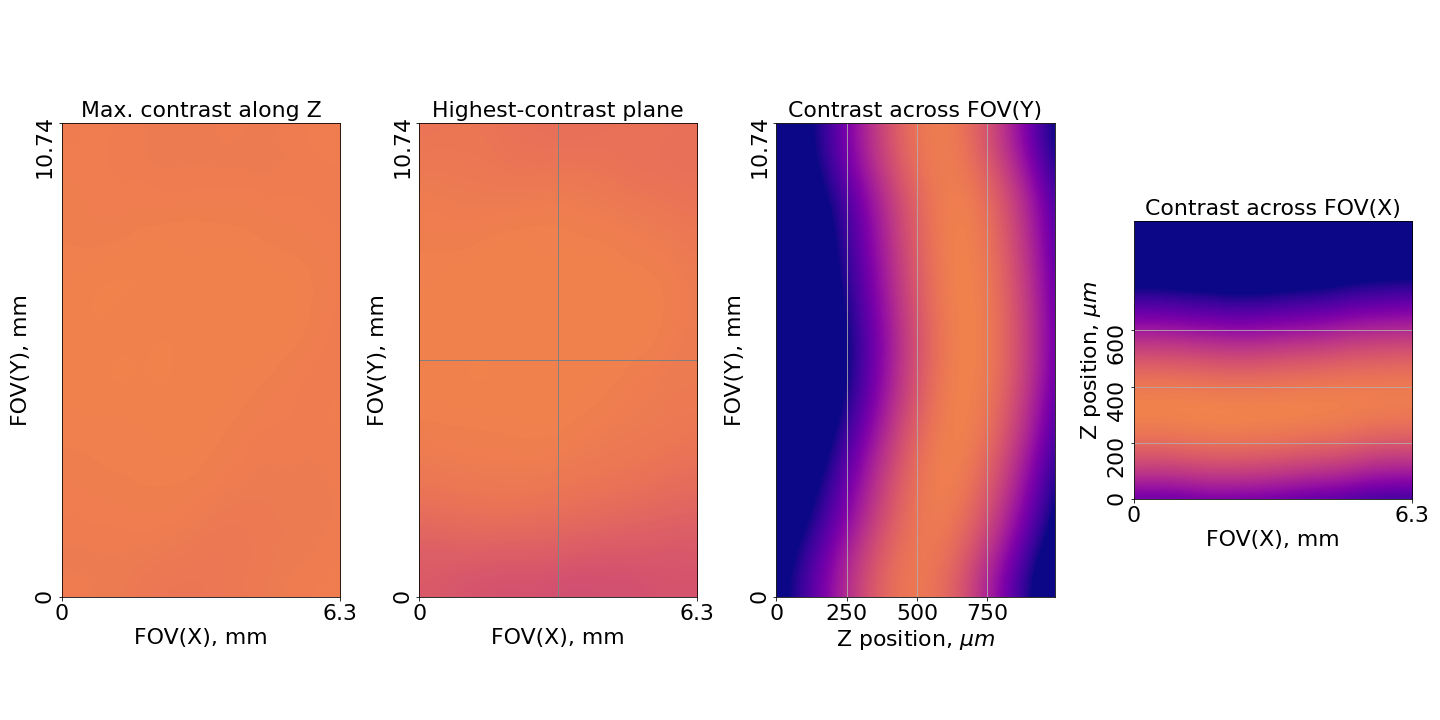 Max. contrast along Z
10.74
FOV(Y), mm
0
0
6.3
FOV(X), mm
Highest-contrast plane
10.74
FOV(Y), mm
0
0
6.3
FOV(X), mm
Contrast across FOV(Y)
10.74
FOV(Y), mm
0
0 250 500 750
Z position, μm
Contrast across FOV(X)
Z position, μm
600
400
200
0
0
6.3
FOV(X), mm